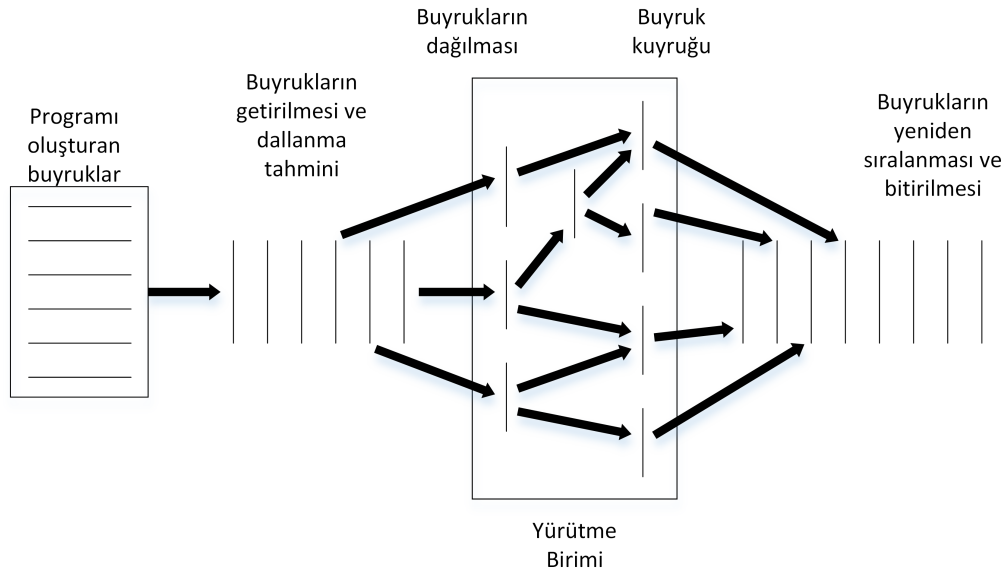 Programı
oluşturan
buyruklar
Buyrukların
getirilmesi ve
dallanma
tahmini
Buyrukların
dağılması
Buyruk
kuyruğu
Buyrukların
yeniden
sıralanması ve
bitirilmesi
Yürütme
Birimi